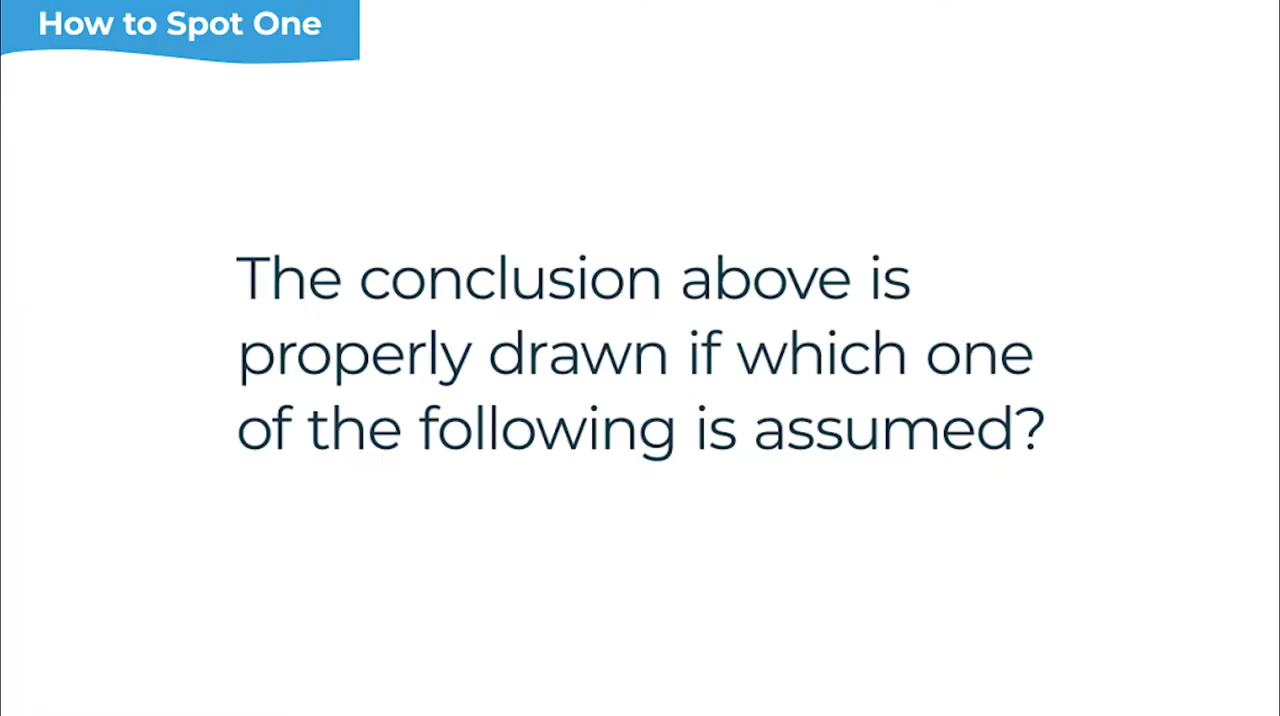 How to Spot One
The conclusion above is
properly drawn if which one
of the following is assumed?